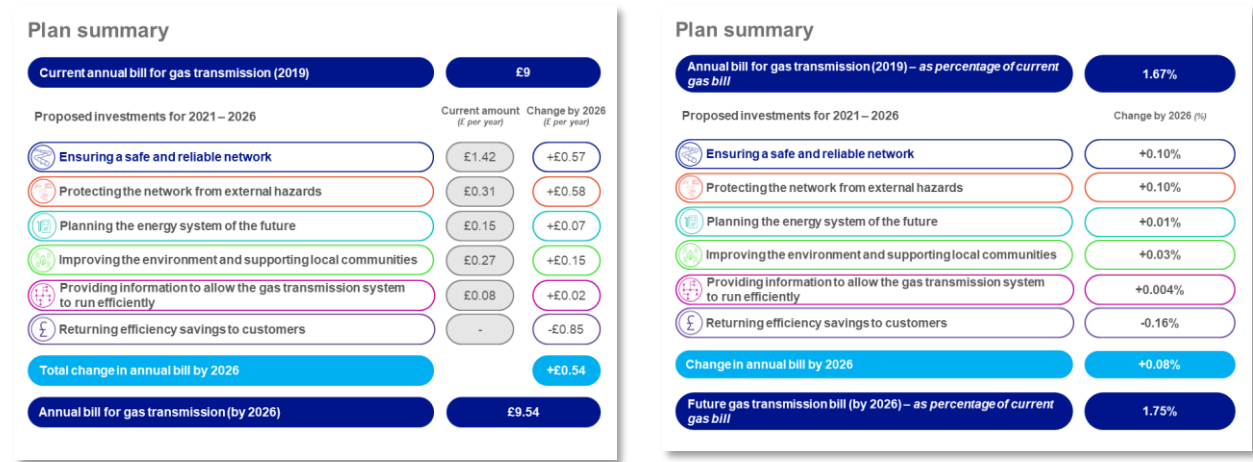 Plan summary
Current annual bill for gas transmission (2019) £9
Proposed investments for 2021 – 2026
Current amount Change by 2026
(£ per year) (£ per year)
Ensuring a safe and reliable network £1.42 +£0.57
Protecting the network from external hazards £0.31 +£0.58
Planning the energy system of the future £0.15 +£0.07
Improving the environment and supporting local communities £0.27 +£0.15
Providing information to allow the gas transmission system
to run efficiently £0.08 +£0.02
Returning efficiency savings to customers - -£0.85
Total change in annual bill by 2026 +£0.54
Annual bill for gas transmission (by 2026) £9.54
Plan summary
Annual bill for gas transmission (2019) – as percentage of current
gas bill 1.67%
Proposed investments for 2021 – 2026 Change by 2026 (%)
Ensuring a safe and reliable network +0.10%
Protecting the network from external hazards +0.10%
Planning the energy system of the future +0.01%
Improving the environment and supporting local communities +0.03%
Providing information to allow the gas transmission system
to run efficiently +0.004%
Returning efficiency savings to customers -0.16%
Change in annual bill by 2026 +0.08%
Future gas transmission bill (by 2026) – as percentage of current
gas bill 1.75%